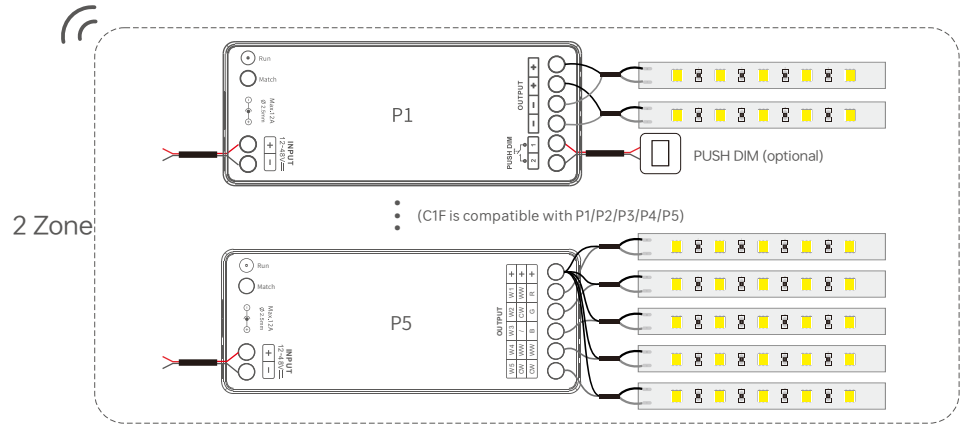 2 Zone
Run
Match
Max.12A
Ø 2.5mm
INPUT
12~48V
+
−
P1
OUTPUT
+
+
−
−
PUSH DIM
1
2
PUSH DIM (optional)
(C1F is compatible with P1/P2/P3/P4/P5)
Run
Match
Max.12A
Ø 2.5mm
INPUT
12~48V
+
−
P5
OUTPUT
+ + +
W1 WW R
W2 CW G
W3 / B
W4 WW WW
W5 CW CW